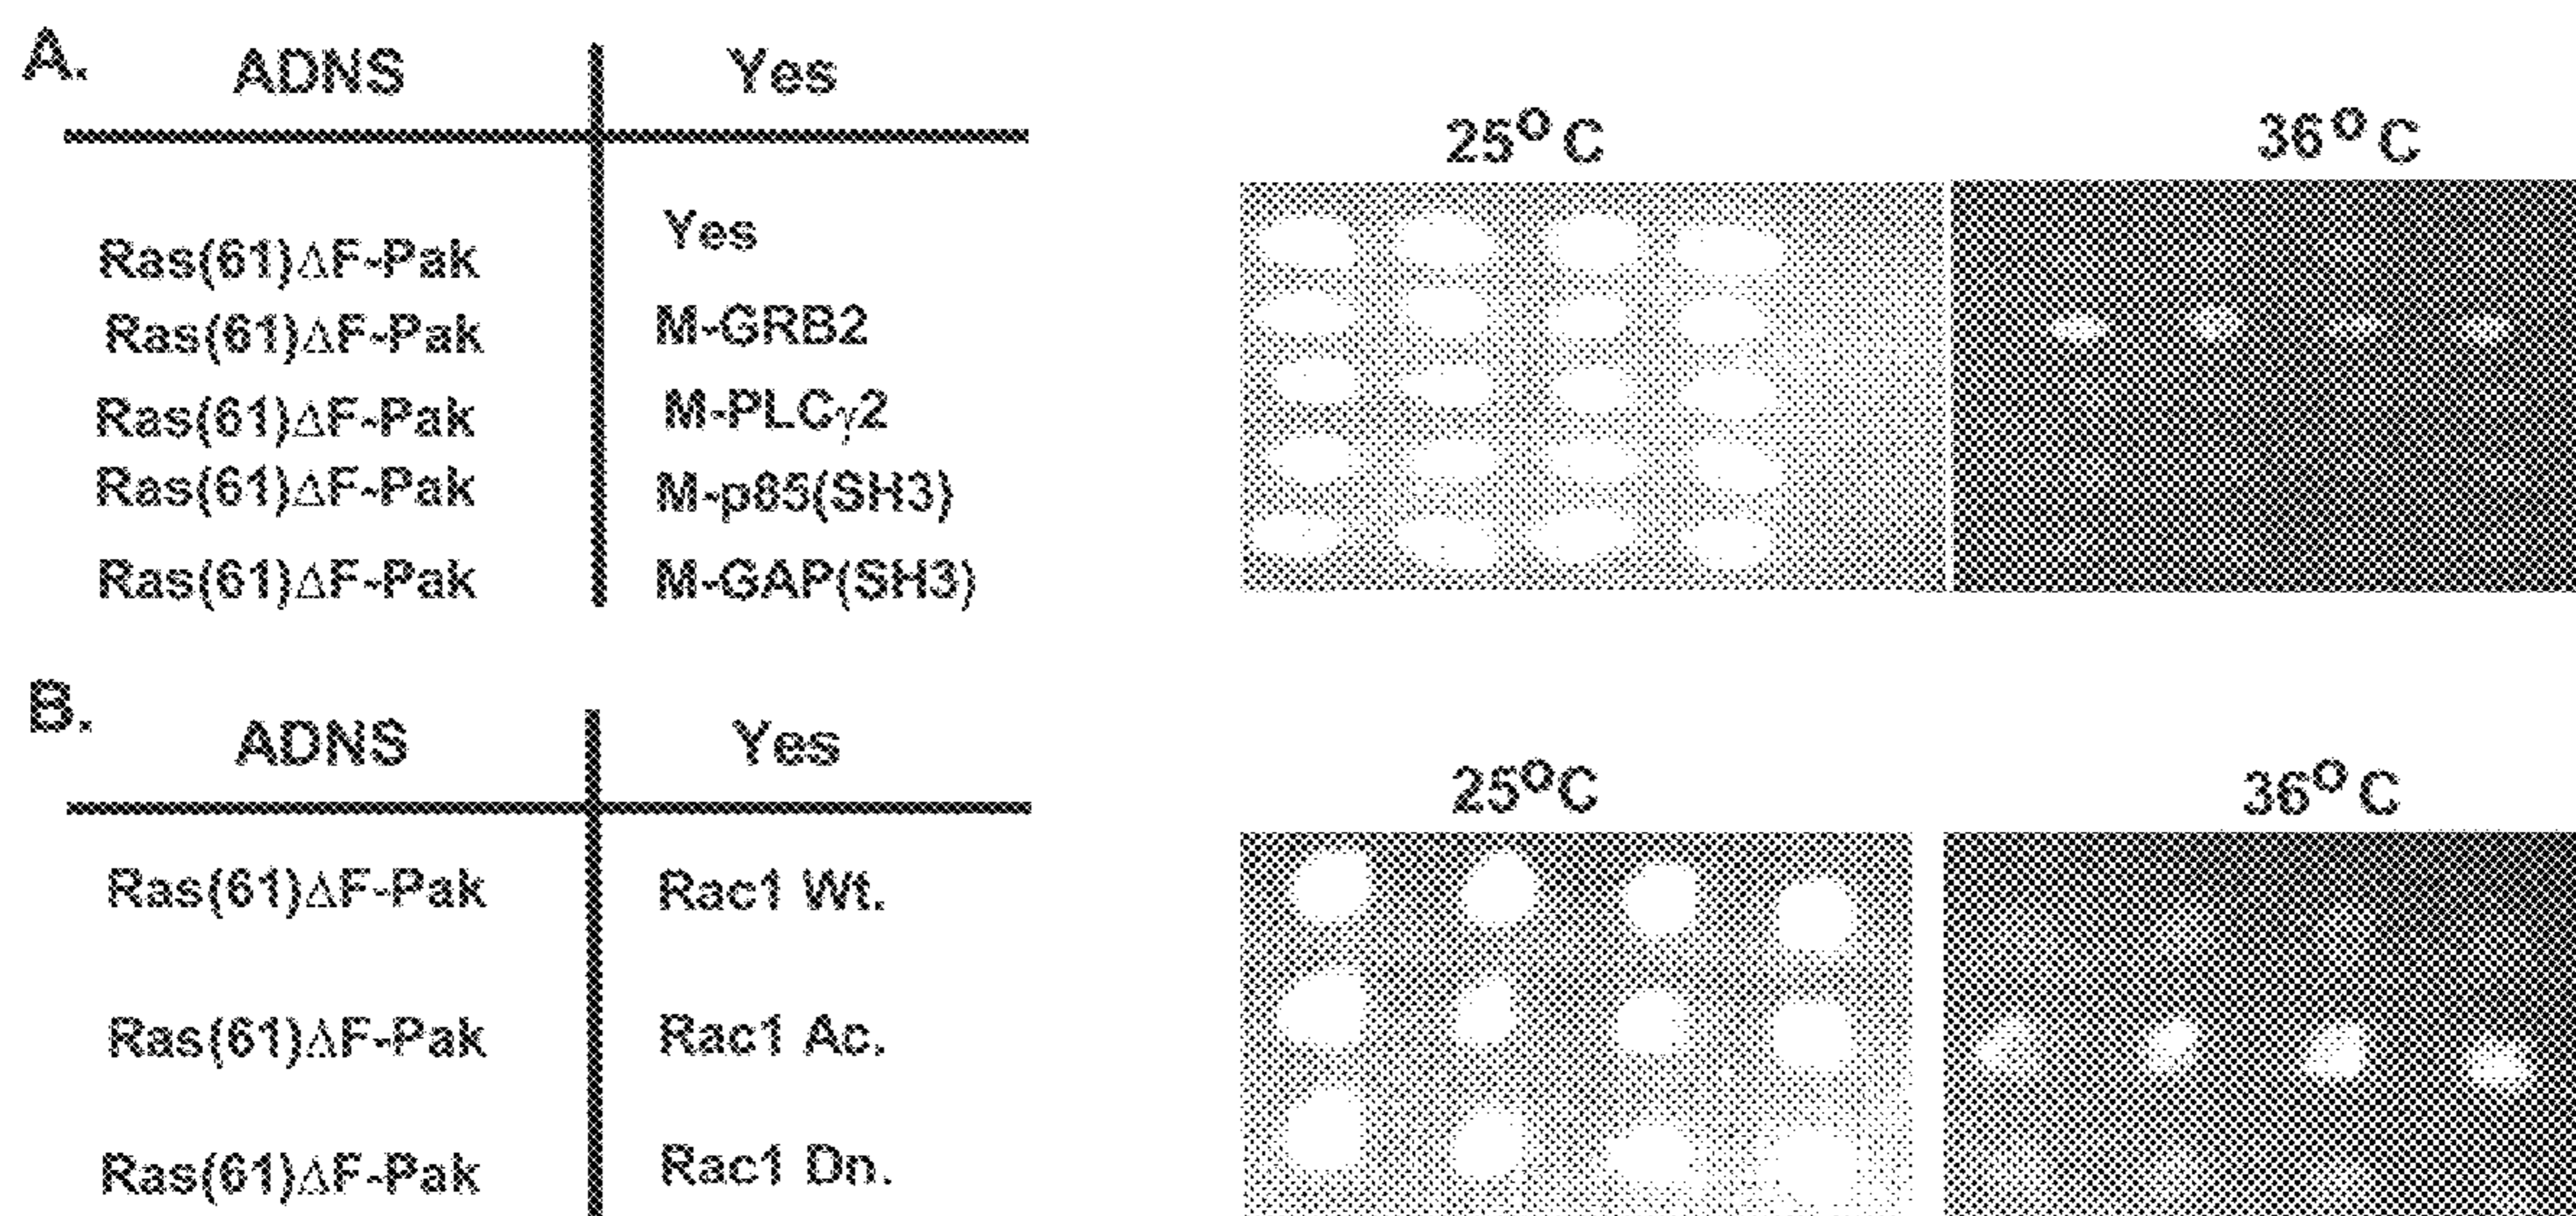 A.
ADNS Yes
25°C 36°C
Ras(61)ΔF-Pak Yes
Ras(61)ΔF-Pak M-GRB2
Ras(61)ΔF-Pak M-PLCγ2
Ras(61)ΔF-Pak M-p85(SH3)
Ras(61)ΔF-Pak M-GAP(SH3)
B.
ADNS Yes
25°C 36°C
Ras(61)ΔF-Pak Rac1 Wt.
Ras(61)ΔF-Pak Rac1 Ac.
Ras(61)ΔF-Pak Rac1 Dn.